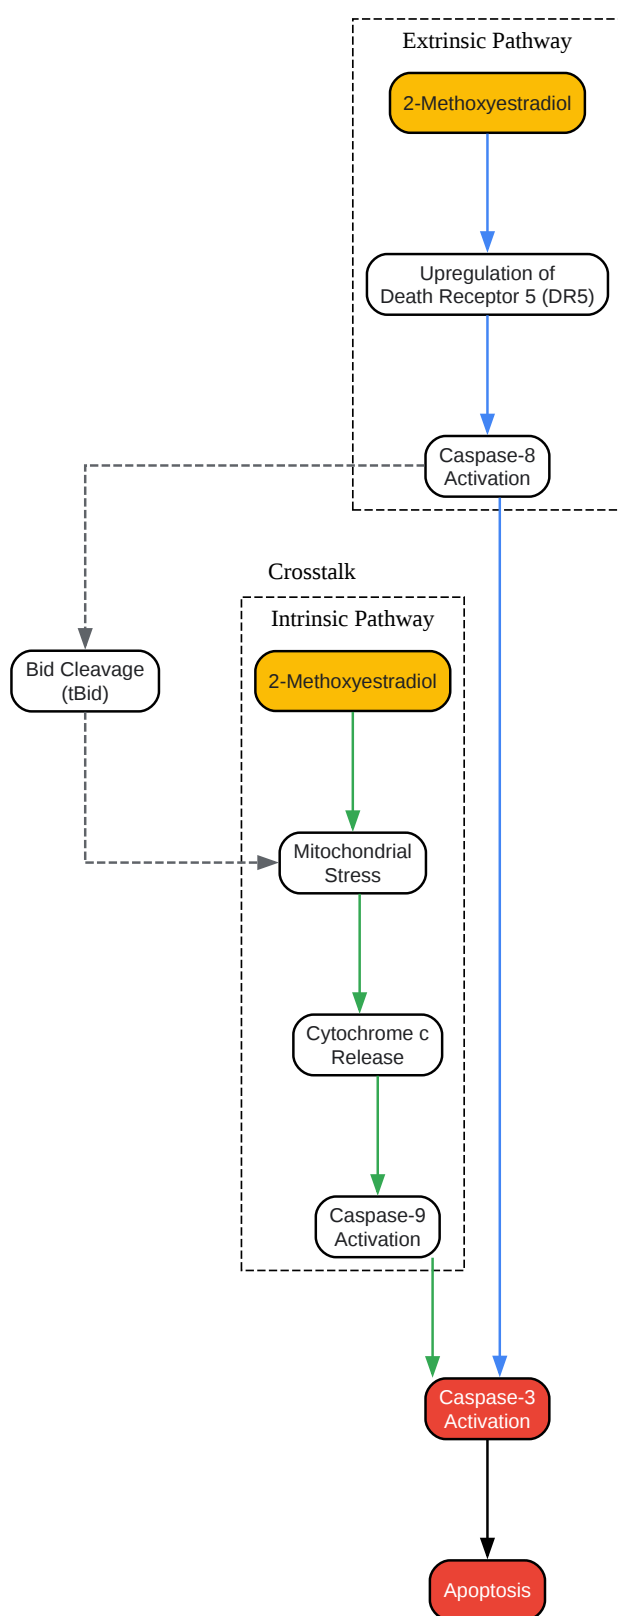 Extrinsic Pathway
2-Methoxyestradiol
Upregulation of
Death Receptor 5 (DR5)
Caspase-8
Activation
Crosstalk
Intrinsic Pathway
Bid Cleavage
(tBid)
2-Methoxyestradiol
Mitochondrial
Stress
Cytochrome c
Release
Caspase-9
Activation
Caspase-3
Activation
Apoptosis